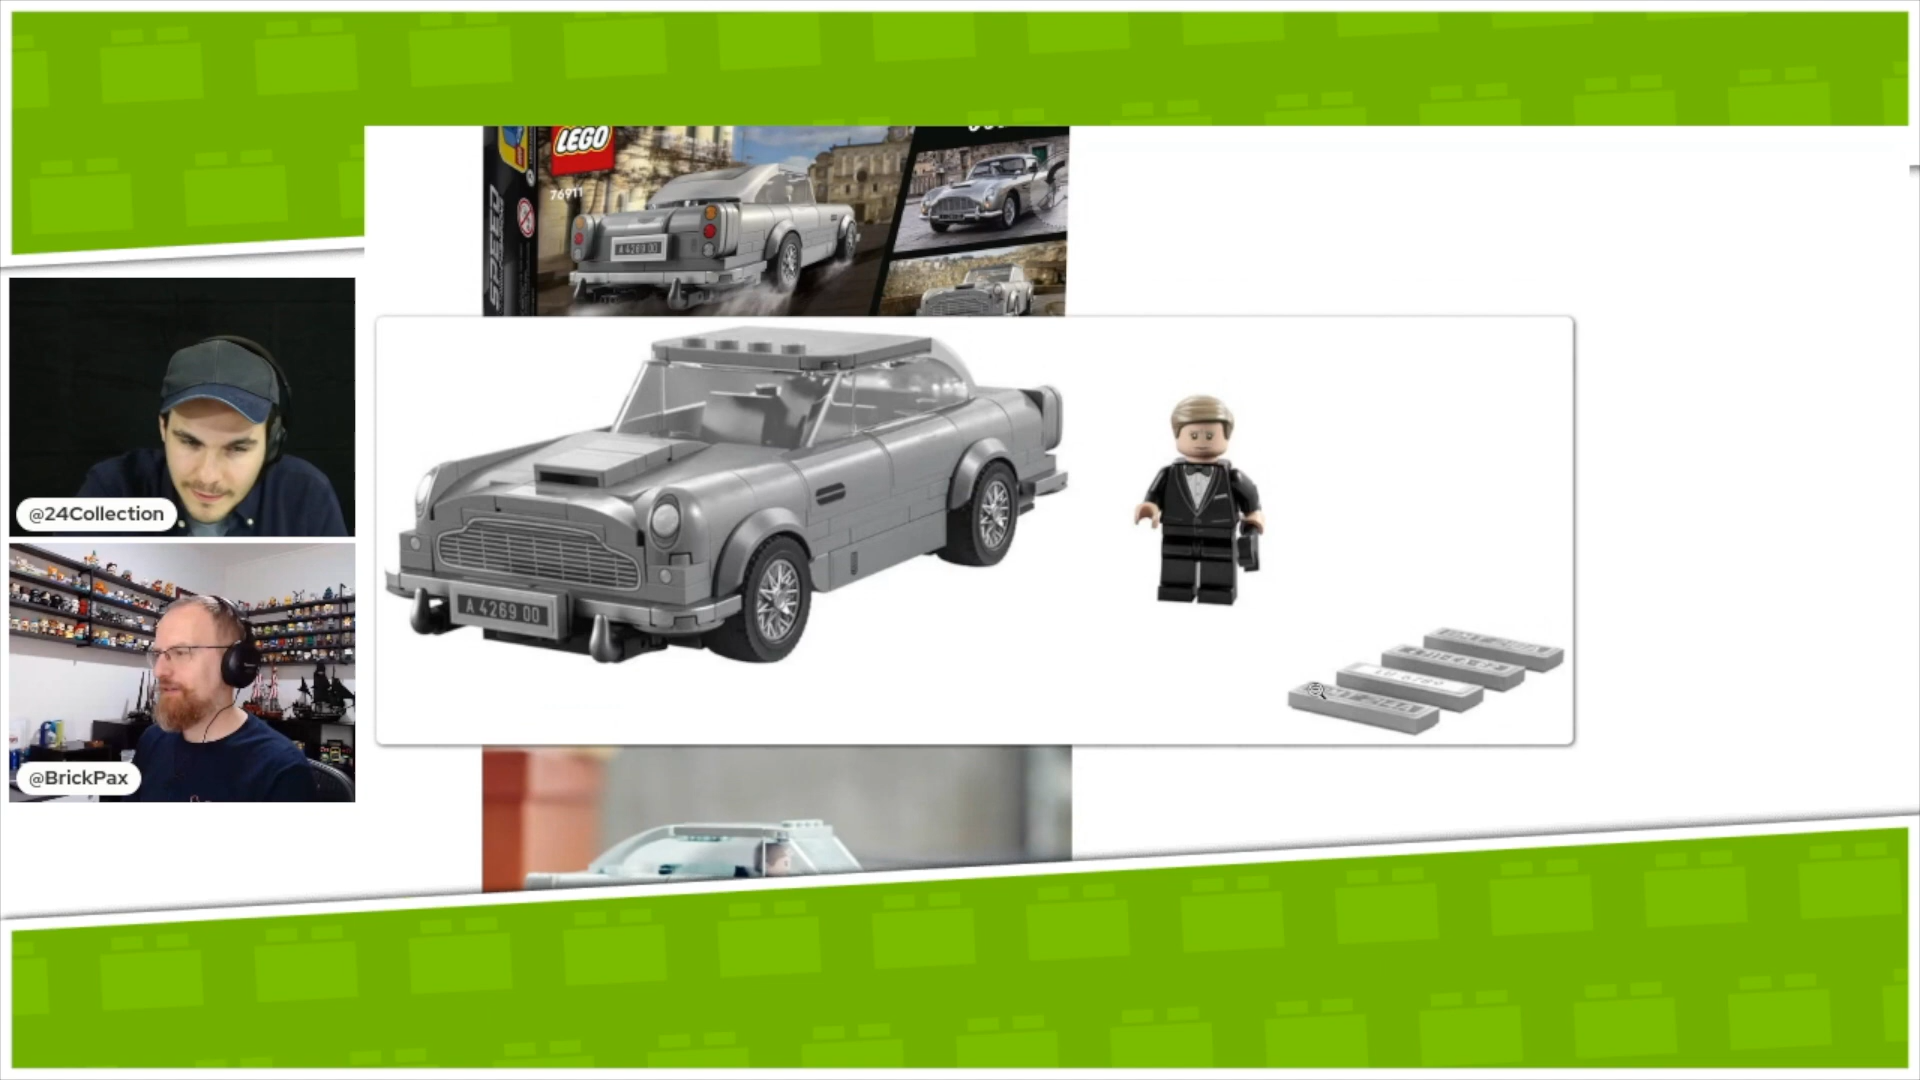 LEGO
76911
SPEED
A 4269 00
A 4269 00
@24Collection
@BrickPax